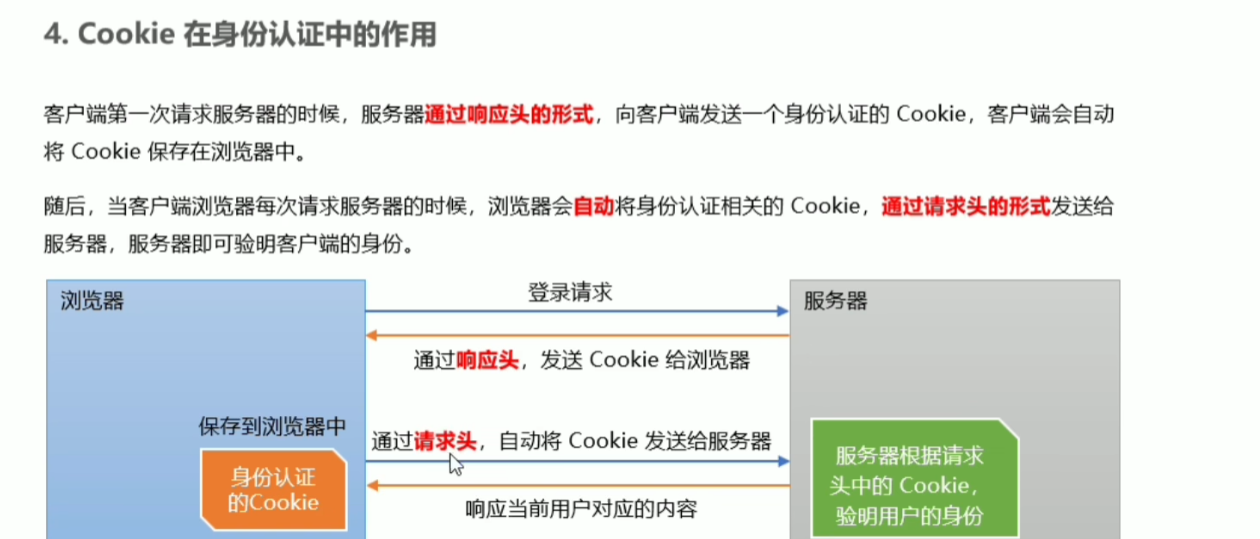 4. Cookie 在身份认证中的作用
客户端第一次请求服务器的时候，服务器通过响应头的形式，向客户端发送一个身份认证的 Cookie，客户端会自动
将 Cookie 保存在浏览器中。
随后，当客户端浏览器每次请求服务器的时候，浏览器会自动将身份认证相关的 Cookie，通过请求头的形式发送给
服务器，服务器即可验明客户端的身份。
浏览器
登录请求
服务器
通过响应头，发送 Cookie 给浏览器
保存到浏览器中
通过请求头，自动将 Cookie 发送给服务器
身份认证
的Cookie
响应当前用户对应的内容
服务器根据请求
头中的 Cookie，
验明用户的身份